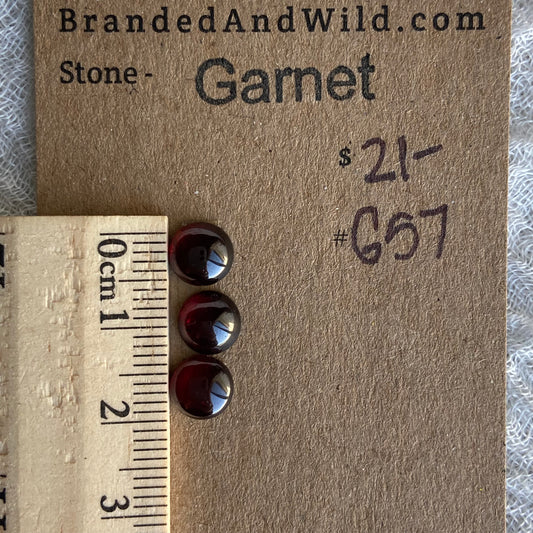 BrandedAndWild.com
Stone - Garnet
$ 21-
# G57
0cm 1 2 3